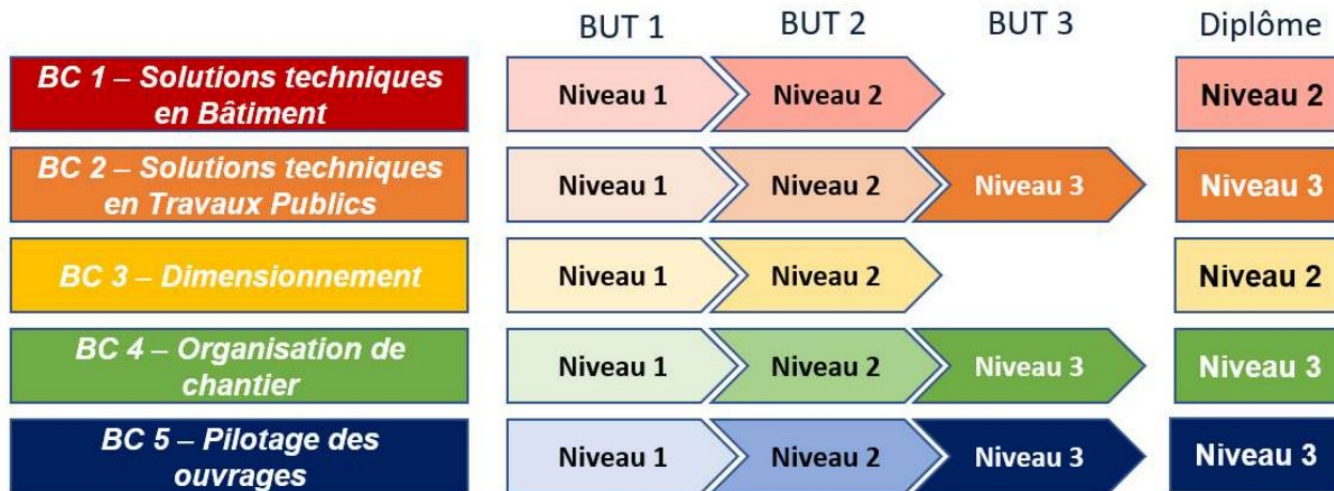 BUT 1 BUT 2 BUT 3 Diplôme
BC 1 – Solutions techniques
en Bâtiment
Niveau 1 Niveau 2 Niveau 2
BC 2 – Solutions techniques
en Travaux Publics
Niveau 1 Niveau 2 Niveau 3 Niveau 3
BC 3 – Dimensionnement
Niveau 1 Niveau 2 Niveau 2
BC 4 – Organisation de
chantier
Niveau 1 Niveau 2 Niveau 3 Niveau 3
BC 5 – Pilotage des
ouvrages
Niveau 1 Niveau 2 Niveau 3 Niveau 3